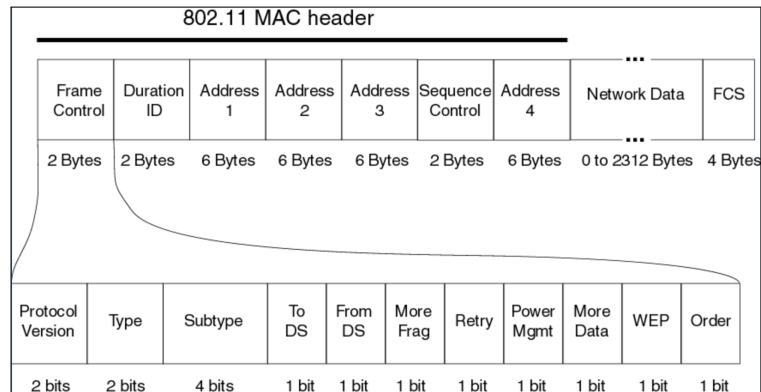 802.11 MAC header
Frame Control
Duration ID
Address 1
Address 2
Address 3
Sequence Control
Address 4
Network Data
FCS
2 Bytes 2 Bytes 6 Bytes 6 Bytes 6 Bytes 2 Bytes 6 Bytes 0 to 2312 Bytes 4 Bytes
Protocol Version
Type
Subtype
To DS
From DS
More Frag
Retry
Power Mgmt
More Data
WEP
Order
2 bits 2 bits 4 bits 1 bit 1 bit 1 bit 1 bit 1 bit 1 bit 1 bit 1 bit